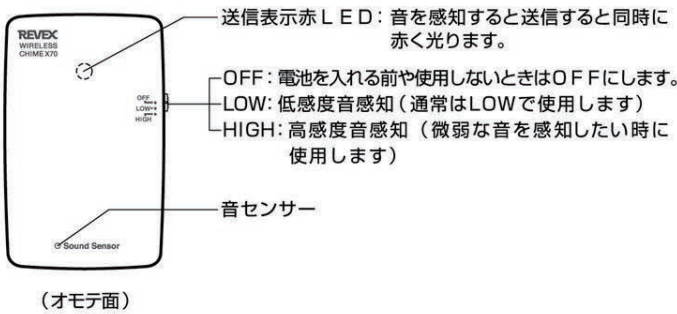 REVEX
WIRELESS
CHIME X70
送信表示赤LED：音を感知すると送信すると同時に
赤く光ります。
OFF
LOW
HIGH
OFF：電池を入れる前や使用しないときはOFFにします。
LOW：低感度音感知（通常はLOWで使用します）
HIGH：高感度音感知（微弱な音を感知したい時に
使用します）
音センサー
Sound Sensor
（オモテ面）